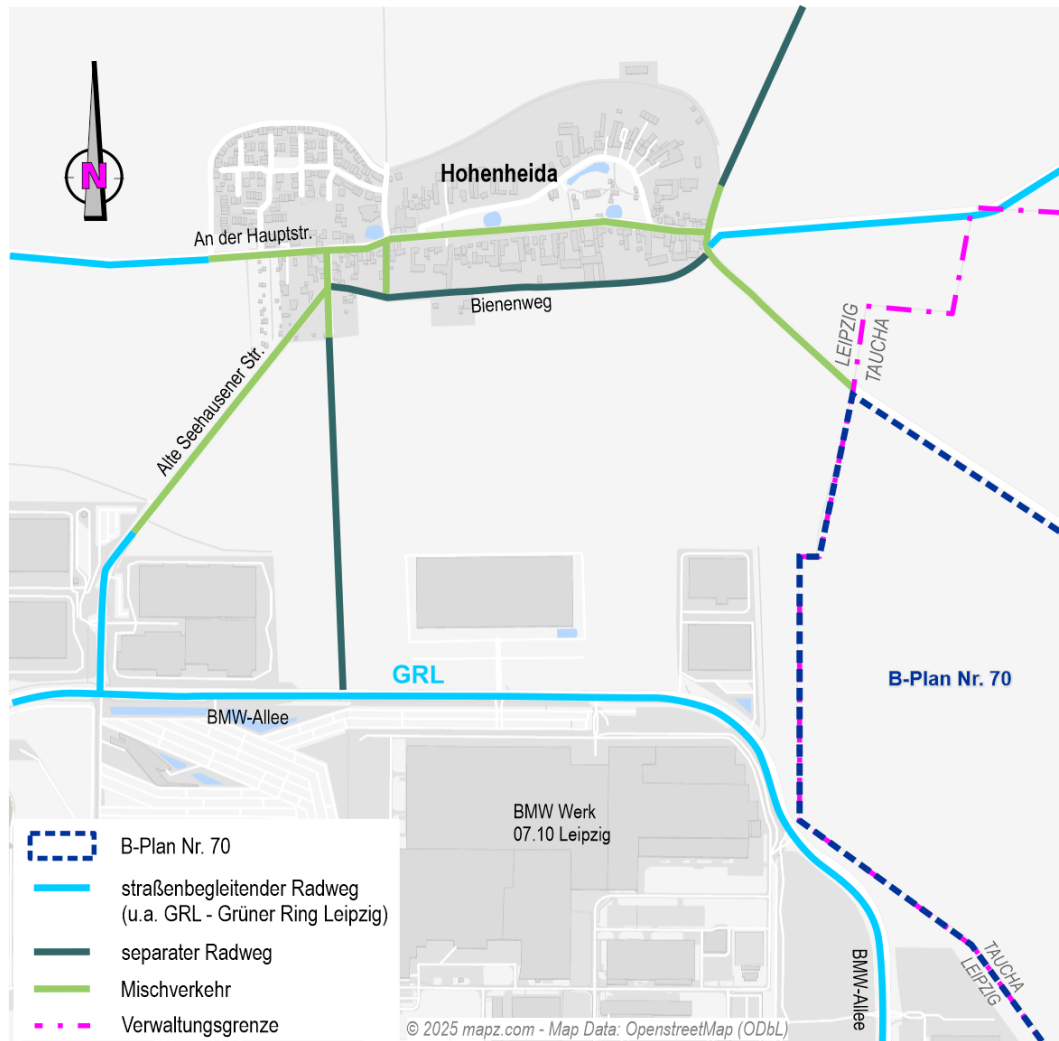 N
Hohenheida
An der Hauptstr.
Bienenweg
LEIPZIG
TAUCHA
Alte Seehausener Str.
GRL
B-Plan Nr. 70
BMW-Allee
BMW Werk
07.10 Leipzig
B-Plan Nr. 70
straßenbegleitender Radweg
(u.a. GRL - Grüner Ring Leipzig)
separater Radweg
Mischverkehr
Verwaltungsgrenze
BMW-Allee
TAUCHA
LEIPZIG
© 2025 mapz.com - Map Data: OpenstreetMap (ODbL)